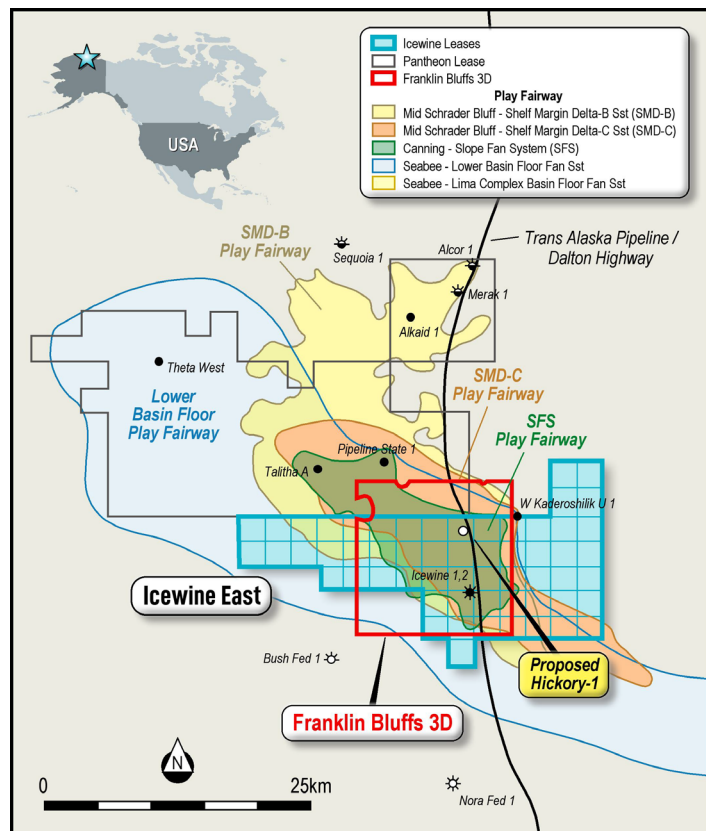 USA
Icewine Leases
Pantheon Lease
Franklin Bluffs 3D
Play Fairway
Mid Schrader Bluff - Shelf Margin Delta-B Sst (SMD-B)
Mid Schrader Bluff - Shelf Margin Delta-C Sst (SMD-C)
Canning - Slope Fan System (SFS)
Seabee - Lower Basin Floor Fan Sst
Seabee - Lima Complex Basin Floor Fan Sst
SMD-B
Play Fairway
Sequoia 1
Alcor 1
Trans Alaska Pipeline /
Dalton Highway
Merak 1
Alkaid 1
Theta West
SMD-C
Play Fairway
Lower
Basin Floor
Play Fairway
SFS
Play Fairway
Pipeline State 1
Talitha A
W Kaderoshilik U 1
Icewine 1,2
Icewine East
Bush Fed 1
Proposed
Hickory-1
Franklin Bluffs 3D
N
0
25km
Nora Fed 1